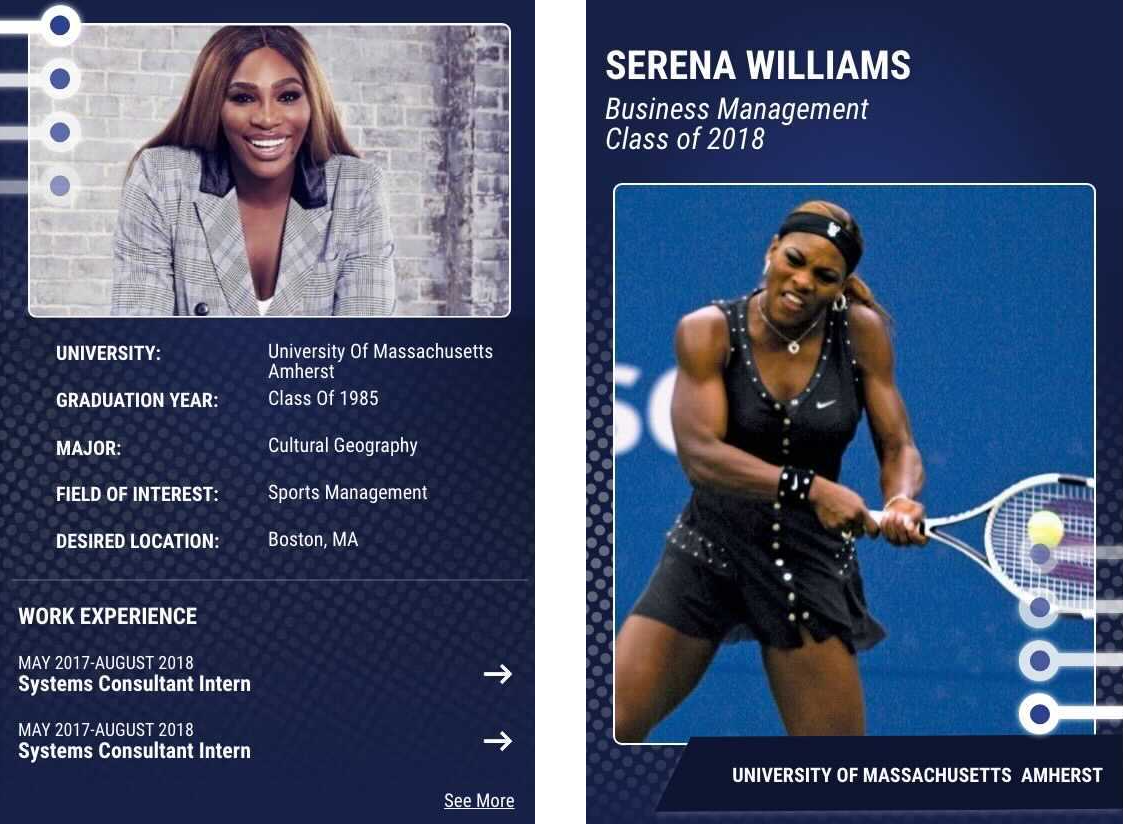 UNIVERSITY:
University Of Massachusetts
Amherst
GRADUATION YEAR:
Class Of 1985
MAJOR:
Cultural Geography
FIELD OF INTEREST:
Sports Management
DESIRED LOCATION:
Boston, MA
WORK EXPERIENCE
MAY 2017-AUGUST 2018
Systems Consultant Intern
MAY 2017-AUGUST 2018
Systems Consultant Intern
See More
SERENA WILLIAMS
Business Management
Class of 2018
UNIVERSITY OF MASSACHUSETTS AMHERST